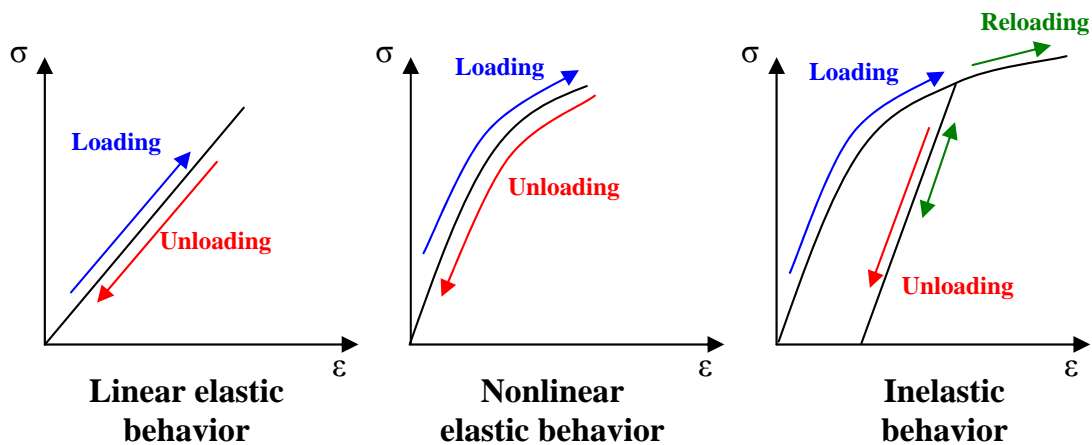 σ
Loading
Unloading
ε
Linear elastic
behavior
σ
Loading
Unloading
ε
Nonlinear
elastic behavior
σ
Reloading
Loading
Unloading
ε
Inelastic
behavior